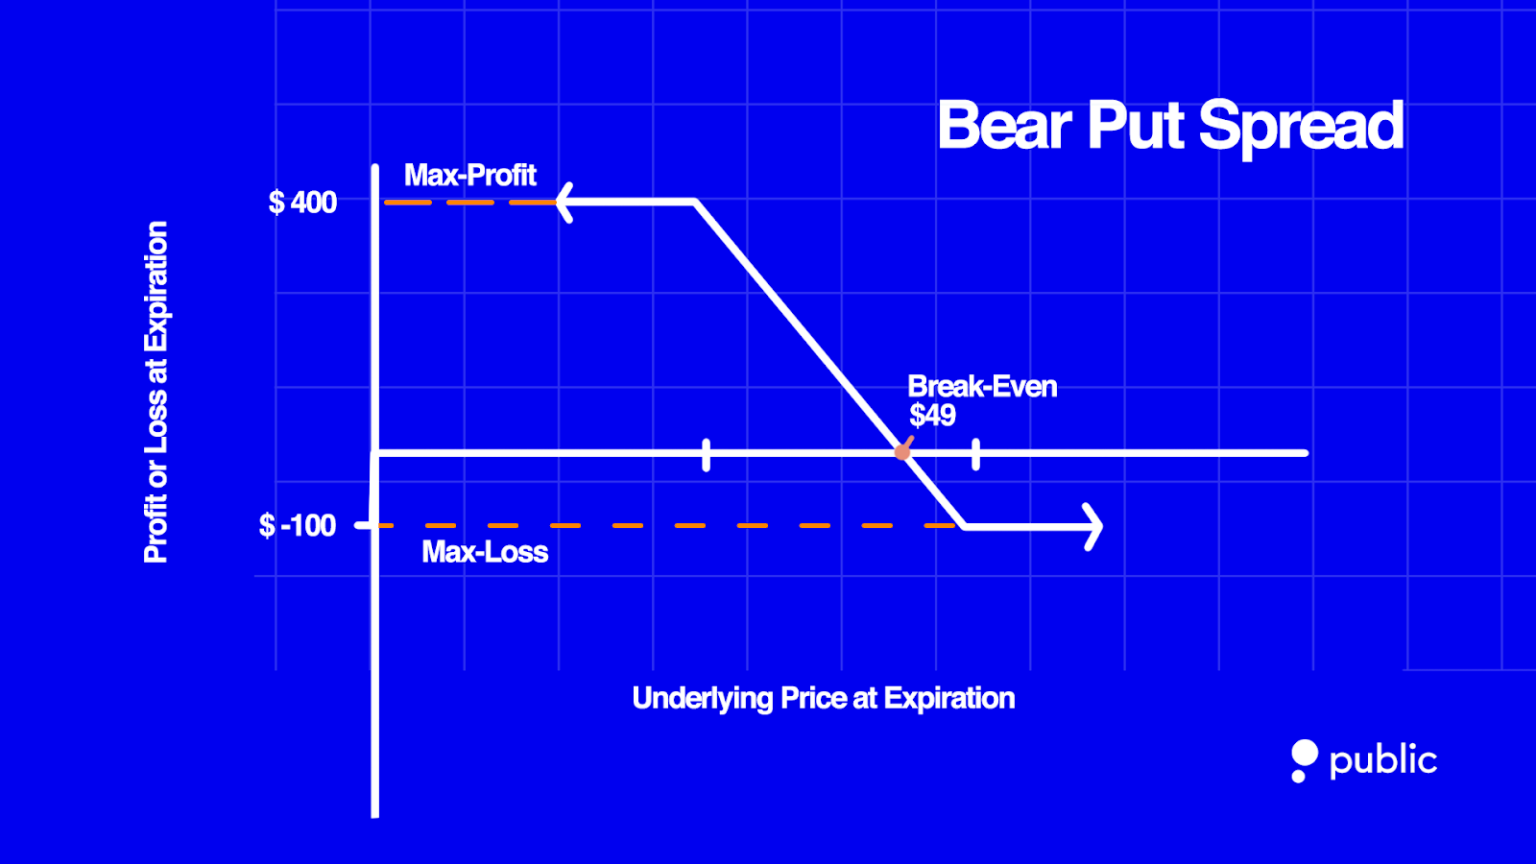 Bear Put Spread
Max-Profit
$ 400
Profit or Loss at Expiration
Break-Even
$49
$ -100
Max-Loss
Underlying Price at Expiration
public